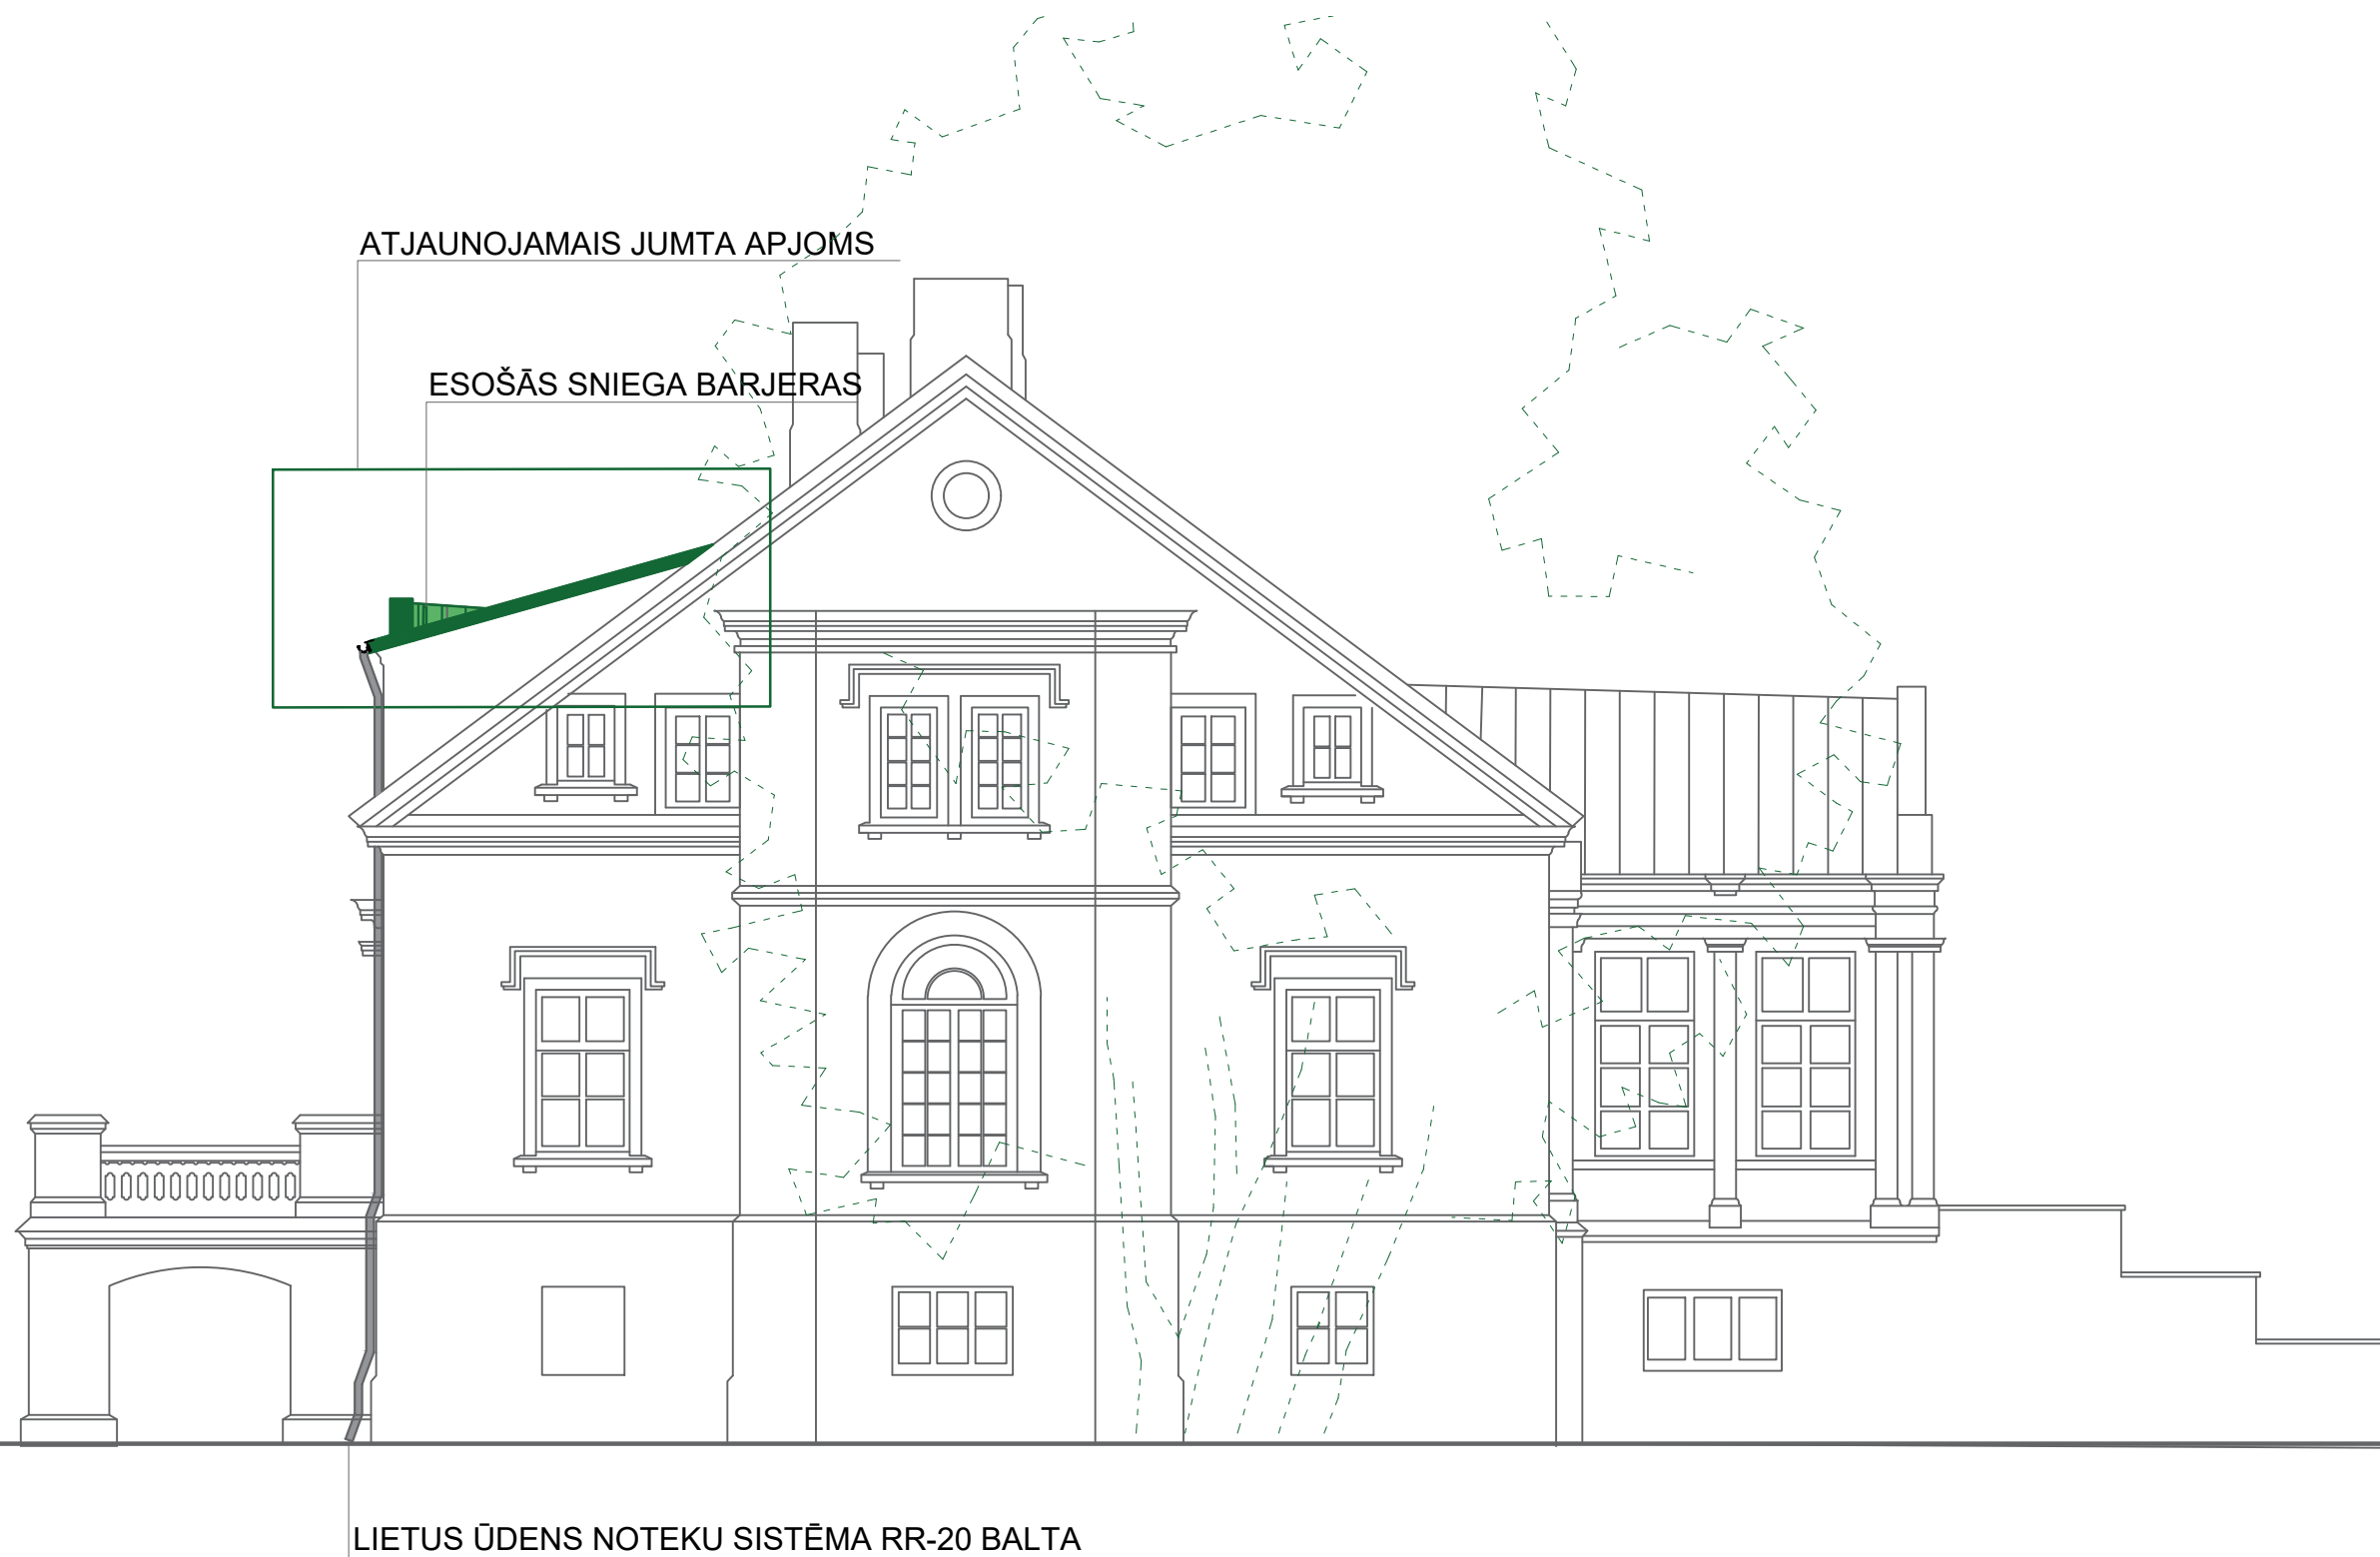 ATJAUNOJAMAIS JUMTA APJOMS
ESOŠĀS SNIEGA BARJERAS
LIETUS ŪDENS NOTEKU SISTĒMA RR-20 BALTA